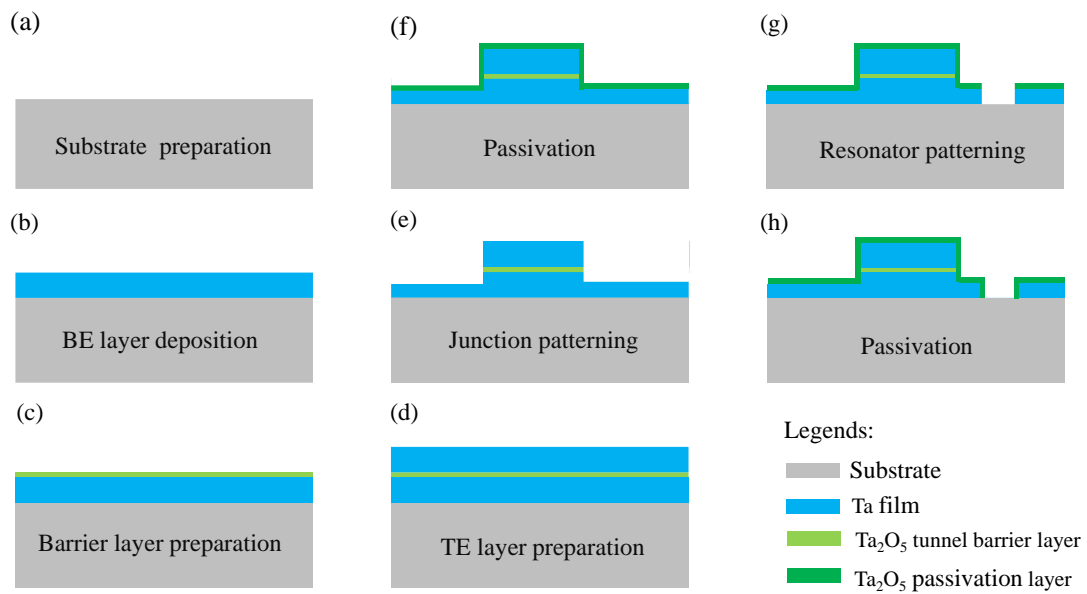 (a)
Substrate preparation
(b)
BE layer deposition
(c)
Barrier layer preparation
(f)
Passivation
(e)
Junction patterning
(d)
TE layer preparation
(g)
Resonator patterning
(h)
Passivation
Legends:
Substrate
Ta film
Ta₂O₅ tunnel barrier layer
Ta₂O₅ passivation layer